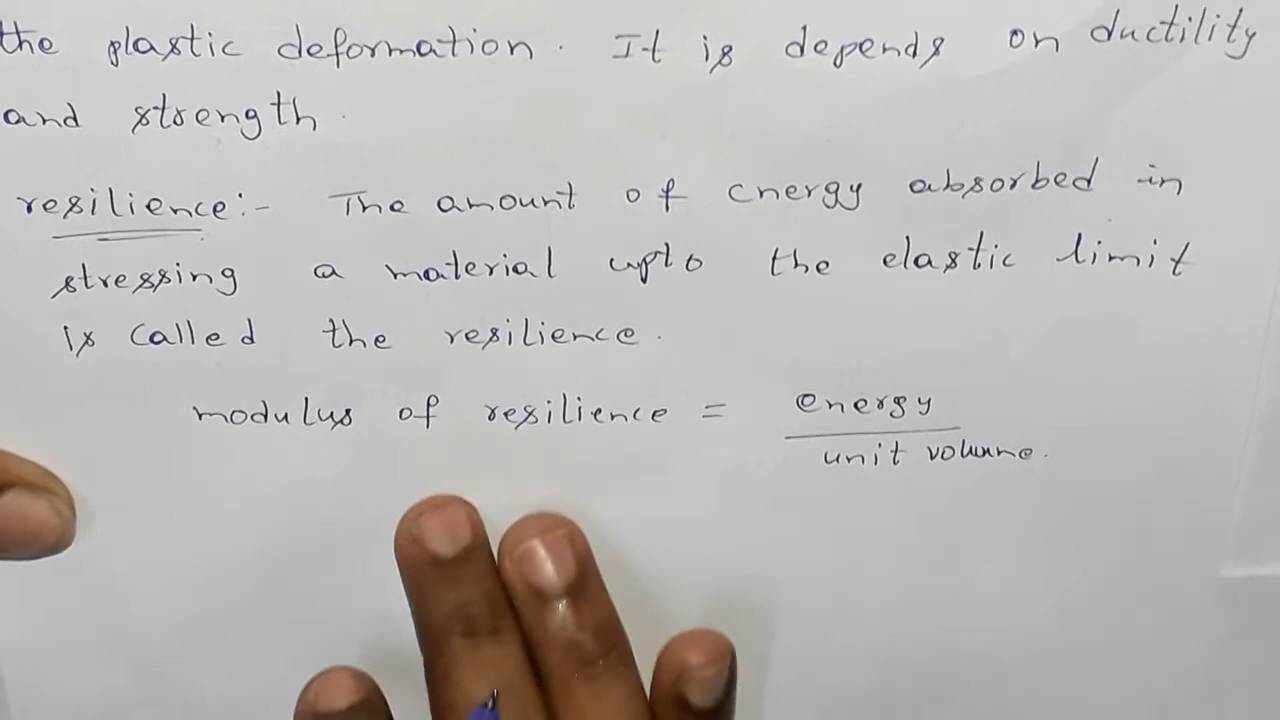 the plastic deformation. It is depends on ductility
and strength.
resilience:- The amount of energy absorbed in
stressing a material upto the elastic limit
is called the resilience.
modulus of resilience = energy
unit volume.